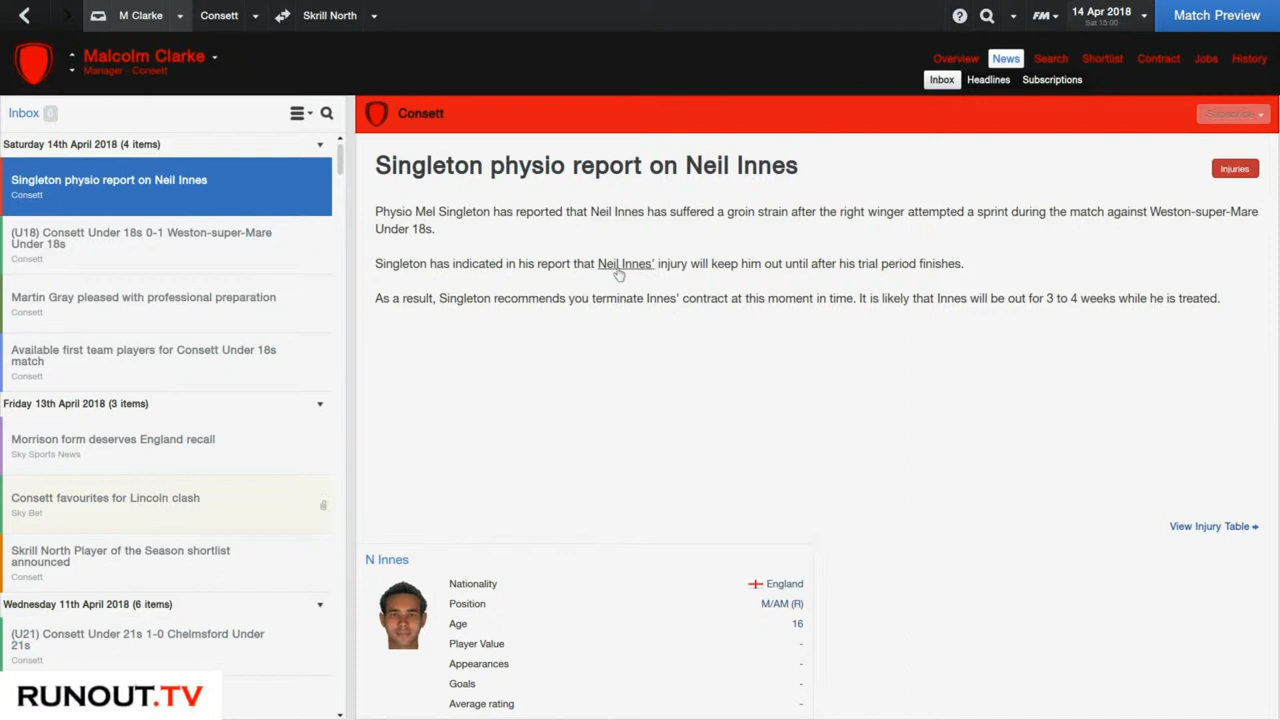 M Clarke
Consett
Skrill North
FM
14 Apr 2018
Sat 15:00
Match Preview
Malcolm Clarke
Manager - Consett
Overview
News
Search
Shortlist
Contract
Jobs
History
Inbox
Headlines
Subscriptions
Inbox 0
Saturday 14th April 2018 (4 items)
Singleton physio report on Neil Innes
Consett
(U18) Consett Under 18s 0-1 Weston-super-Mare
Under 18s
Consett
Martin Gray pleased with professional preparation
Consett
Available first team players for Consett Under 18s
match
Consett
Friday 13th April 2018 (3 items)
Morrison form deserves England recall
Sky Sports News
Consett favourites for Lincoln clash
Sky Bet
Skrill North Player of the Season shortlist
announced
Consett
Wednesday 11th April 2018 (6 items)
(U21) Consett Under 21s 1-0 Chelmsford Under
21s
Consett
RUNOUT.TV
Consett
Subscribe
Singleton physio report on Neil Innes
Injuries
Physio Mel Singleton has reported that Neil Innes has suffered a groin strain after the right winger attempted a sprint during the match against Weston-super-Mare
Under 18s.
Singleton has indicated in his report that Neil Innes' injury will keep him out until after his trial period finishes.
As a result, Singleton recommends you terminate Innes' contract at this moment in time. It is likely that Innes will be out for 3 to 4 weeks while he is treated.
View Injury Table
N Innes
Nationality England
Position M/AM (R)
Age 16
Player Value -
Appearances -
Goals -
Average rating -